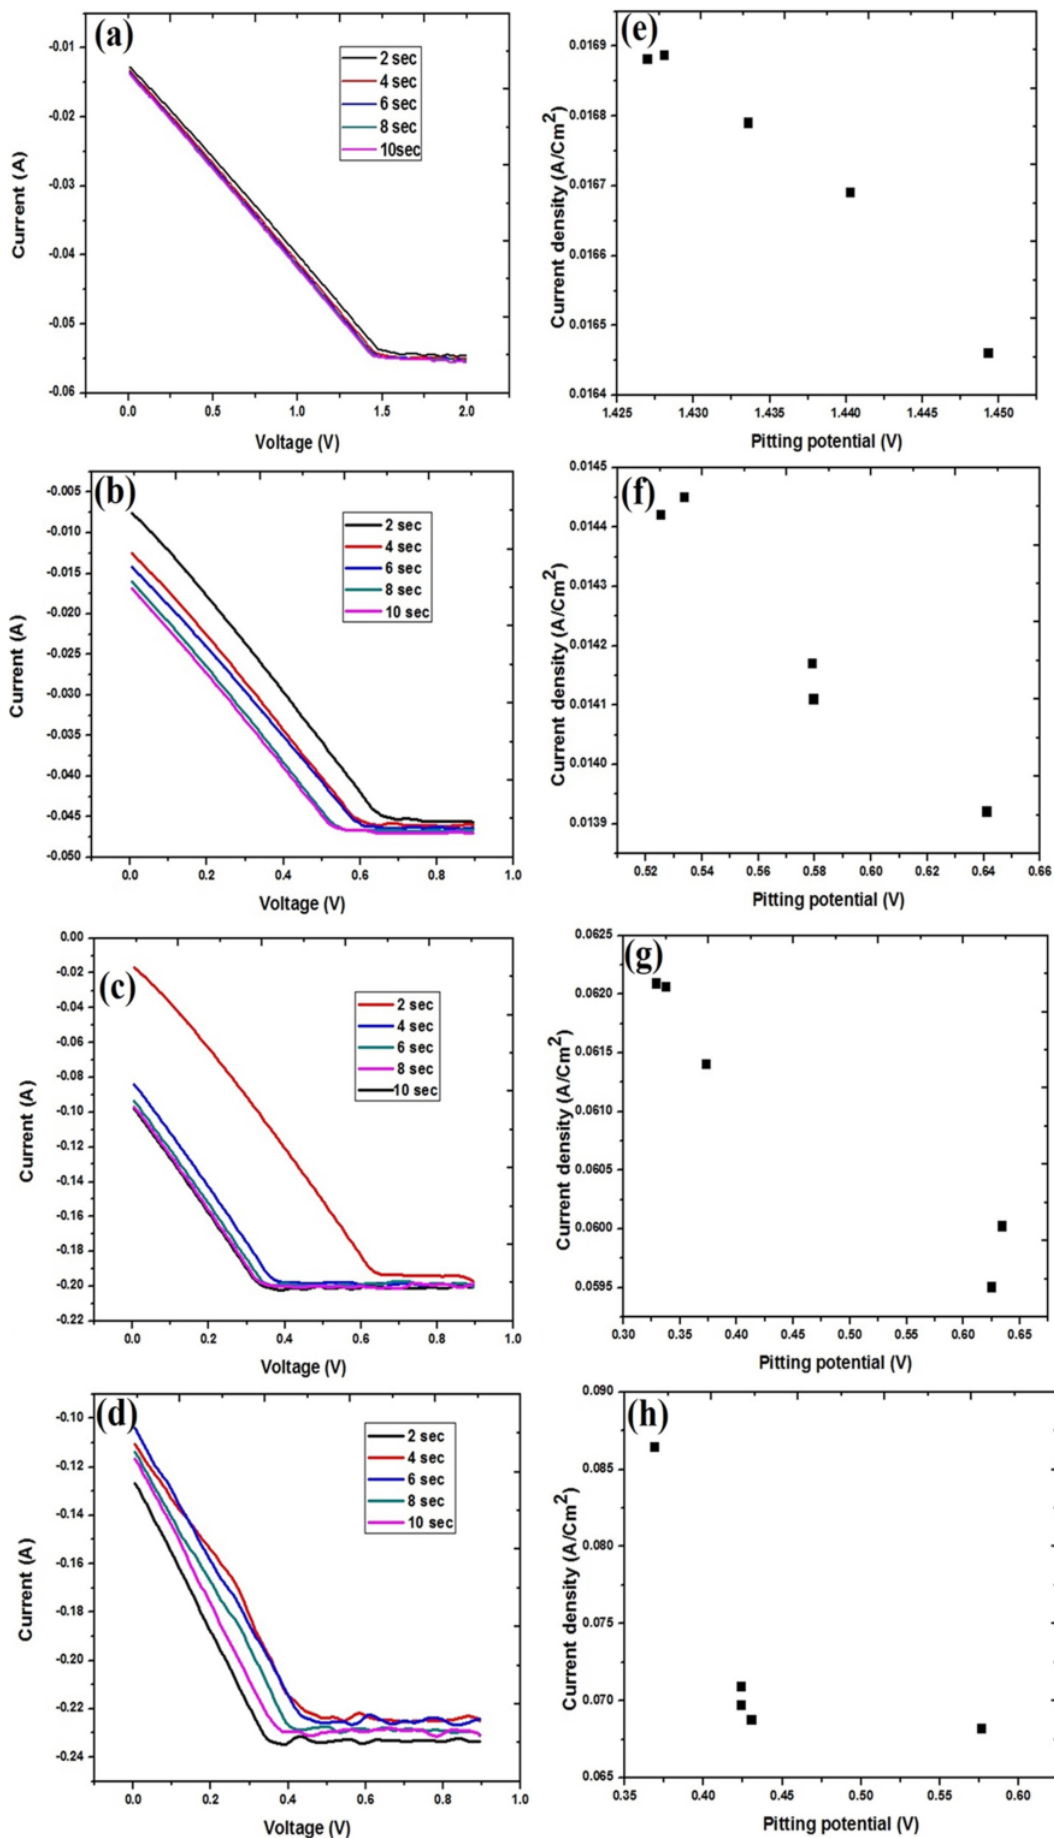 (a)
-0.01
-0.02
-0.03
-0.04
-0.05
-0.06
Current (A)
2 sec
4 sec
6 sec
8 sec
10sec
0.0 0.5 1.0 1.5 2.0
Voltage (V)
(e)
0.0169
0.0168
0.0167
0.0166
0.0165
0.0164
Current density (A/Cm²)
1.425 1.430 1.435 1.440 1.445 1.450
Pitting potential (V)
(b)
-0.005
-0.010
-0.015
-0.020
-0.025
-0.030
-0.035
-0.040
-0.045
-0.050
Current (A)
2 sec
4 sec
6 sec
8 sec
10 sec
0.0 0.2 0.4 0.6 0.8 1.0
Voltage (V)
(f)
0.0145
0.0144
0.0143
0.0142
0.0141
0.0140
0.0139
Current density (A/Cm²)
0.52 0.54 0.56 0.58 0.60 0.62 0.64 0.66
Pitting potential (V)
(c)
0.00
-0.02
-0.04
-0.06
-0.08
-0.10
-0.12
-0.14
-0.16
-0.18
-0.20
-0.22
Current (A)
2 sec
4 sec
6 sec
8 sec
10 sec
0.0 0.2 0.4 0.6 0.8 1.0
Voltage (V)
(g)
0.0625
0.0620
0.0615
0.0610
0.0605
0.0600
0.0595
Current density (A/Cm²)
0.30 0.35 0.40 0.45 0.50 0.55 0.60 0.65
Pitting potential (V)
(d)
-0.10
-0.12
-0.14
-0.16
-0.18
-0.20
-0.22
-0.24
Current (A)
2 sec
4 sec
6 sec
8 sec
10 sec
0.0 0.2 0.4 0.6 0.8 1.0
Voltage (V)
(h)
0.090
0.085
0.080
0.075
0.070
0.065
Current density (A/Cm²)
0.35 0.40 0.45 0.50 0.55 0.60
Pitting potential (V)